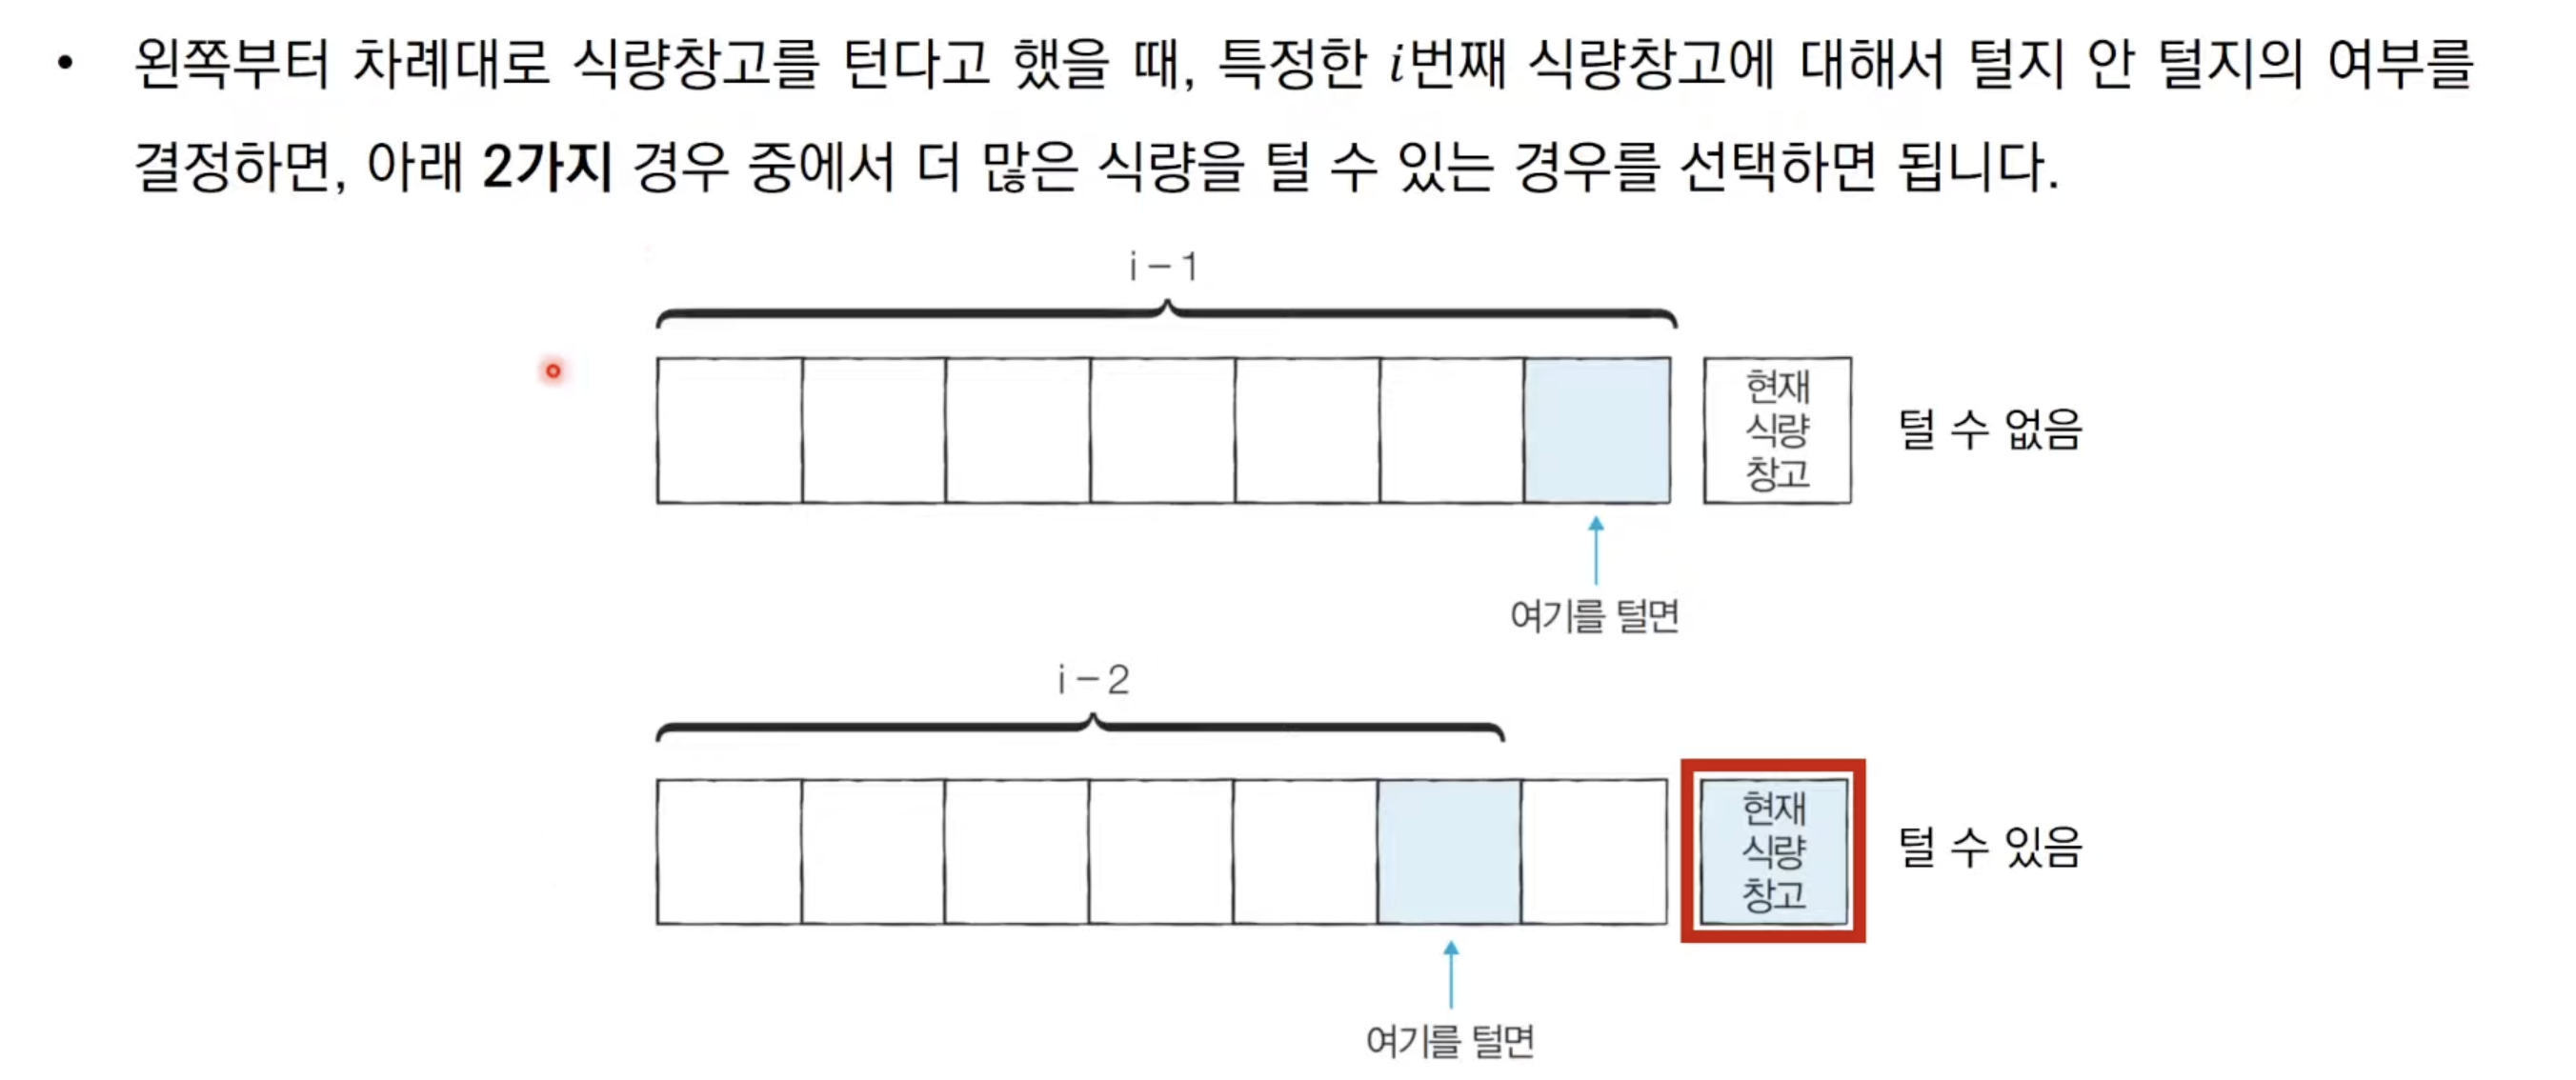 • 왼쪽부터 차례대로 식량창고를 턴다고 했을 때, 특정한 i번째 식량창고에 대해서 털지 안 털지의 여부를
결정하면, 아래 2가지 경우 중에서 더 많은 식량을 털 수 있는 경우를 선택하면 됩니다.
i – 1
현재
식량
창고
털 수 없음
여기를 털면
i – 2
현재
식량
창고
털 수 있음
여기를 털면